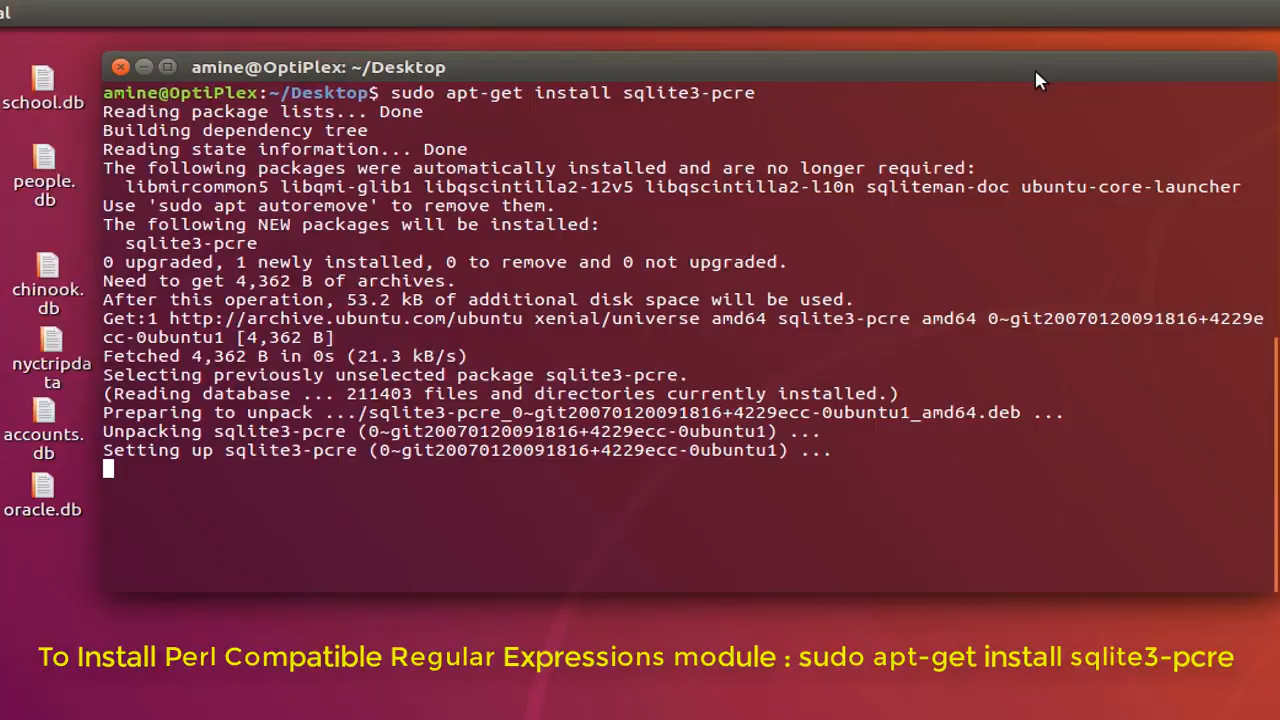 al
amine@OptiPlex: ~/Desktop
amine@OptiPlex:~/Desktop$ sudo apt-get install sqlite3-pcre
Reading package lists... Done
Building dependency tree
Reading state information... Done
The following packages were automatically installed and are no longer required:
libmircommon5 libqmi-glib1 libqscintilla2-12v5 libqscintilla2-l10n sqliteman-doc ubuntu-core-launcher
Use 'sudo apt autoremove' to remove them.
The following NEW packages will be installed:
sqlite3-pcre
0 upgraded, 1 newly installed, 0 to remove and 0 not upgraded.
Need to get 4,362 B of archives.
After this operation, 53.2 kB of additional disk space will be used.
Get:1 http://archive.ubuntu.com/ubuntu xenial/universe amd64 sqlite3-pcre amd64 0~git20070120091816+4229e
cc-0ubuntu1 [4,362 B]
Fetched 4,362 B in 0s (21.3 kB/s)
Selecting previously unselected package sqlite3-pcre.
(Reading database ... 211403 files and directories currently installed.)
Preparing to unpack .../sqlite3-pcre_0~git20070120091816+4229ecc-0ubuntu1_amd64.deb ...
Unpacking sqlite3-pcre (0~git20070120091816+4229ecc-0ubuntu1) ...
Setting up sqlite3-pcre (0~git20070120091816+4229ecc-0ubuntu1) ...
school.db
people.
db
chinook.
db
nyctripda
ta
accounts.
db
oracle.db
To Install Perl Compatible Regular Expressions module : sudo apt-get install sqlite3-pcre